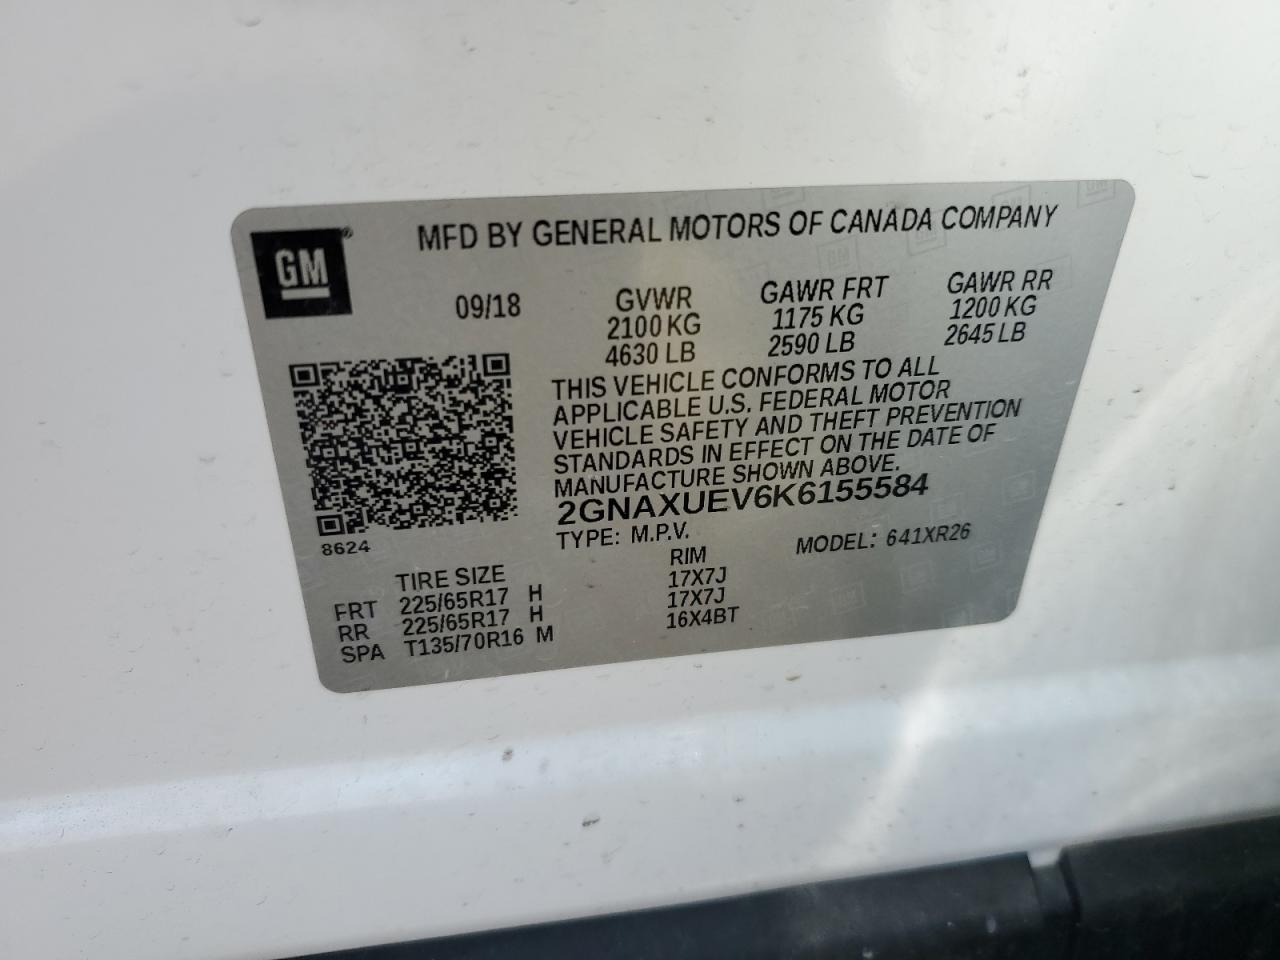 GM®
MFD BY GENERAL MOTORS OF CANADA COMPANY
09/18
GVWR GAWR FRT GAWR RR
2100 KG 1175 KG 1200 KG
4630 LB 2590 LB 2645 LB
THIS VEHICLE CONFORMS TO ALL
APPLICABLE U.S. FEDERAL MOTOR
VEHICLE SAFETY AND THEFT PREVENTION
STANDARDS IN EFFECT ON THE DATE OF
MANUFACTURE SHOWN ABOVE.
2GNAXUEV6K6155584
8624
TYPE: M.P.V. MODEL: 641XR26
TIRE SIZE RIM
FRT 225/65R17 H 17X7J
RR 225/65R17 H 17X7J
SPA T135/70R16 M 16X4BT